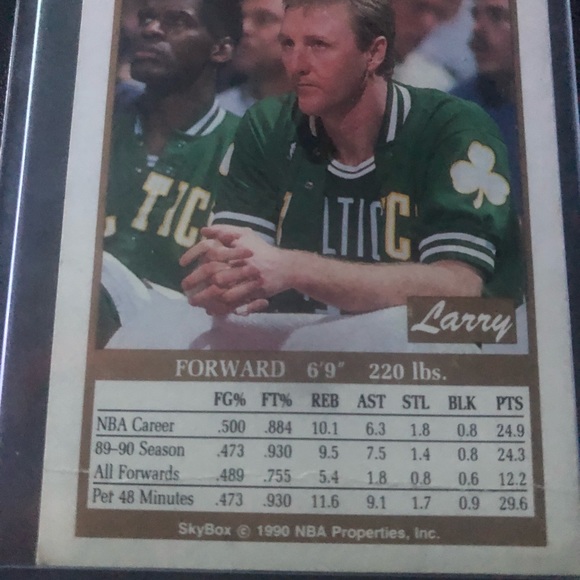 TIC
LTIC C
Larry
FORWARD 6'9" 220 lbs.
FG% FT% REB AST STL BLK PTS
NBA Career .500 .884 10.1 6.3 1.8 0.8 24.9
89-90 Season .473 .930 9.5 7.5 1.4 0.8 24.3
All Forwards .489 .755 5.4 1.8 0.8 0.6 12.2
Per 48 Minutes .473 .930 11.6 9.1 1.7 0.9 29.6
SkyBox © 1990 NBA Properties, Inc.